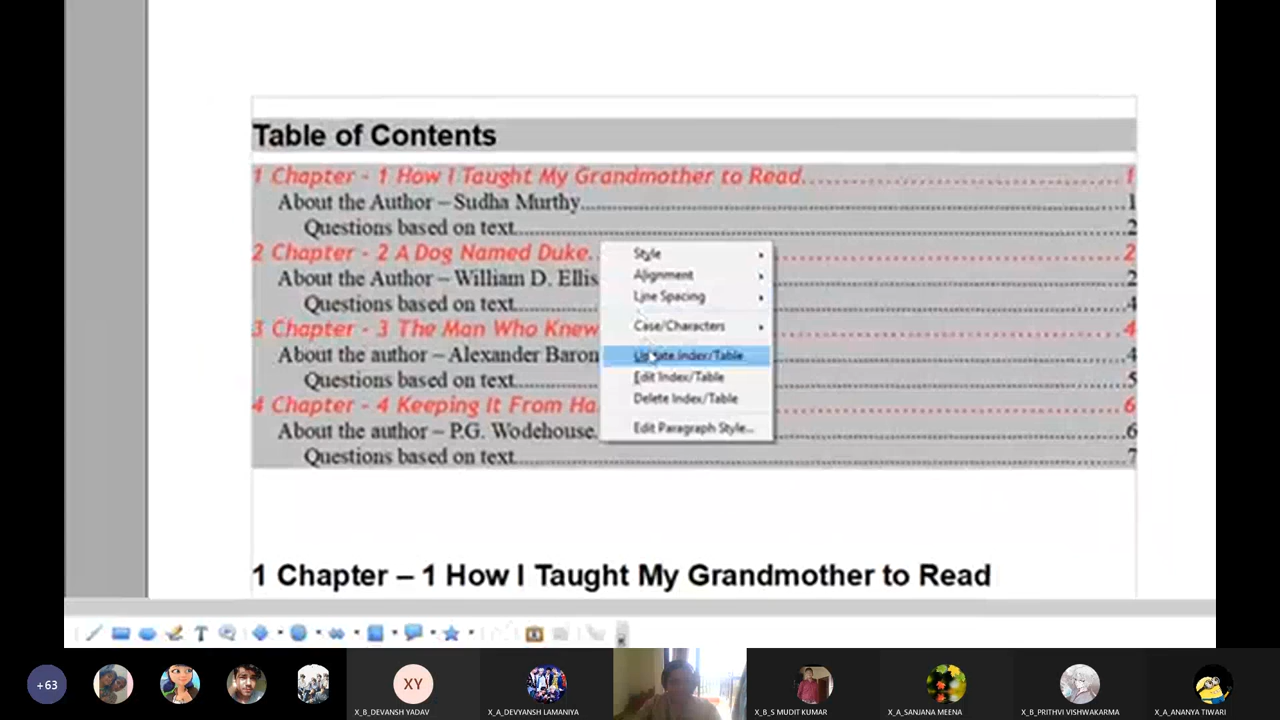 Table of Contents
1 Chapter - 1 How I Taught My Grandmother to Read 1
About the Author – Sudha Murthy 1
Questions based on text 2
2 Chapter - 2 A Dog Named Duke. 2
About the Author – William D. Ellis 2
Questions based on text 4
3 Chapter - 3 The Man Who Knew 4
About the author – Alexander Baron 4
Questions based on text 5
4 Chapter - 4 Keeping It From Ha 6
About the author – P.G. Wodehouse 6
Questions based on text 7
Style
Alignment
Line Spacing
Case/Characters
Update Index/Table
Edit Index/Table
Delete Index/Table
Edit Paragraph Style...
1 Chapter – 1 How I Taught My Grandmother to Read
+63
XY
X_B_DEVANSH YADAV
X_A_DEVYANSH LAMANIYA
X_B_S MUDIT KUMAR
X_A_SANJANA MEENA
X_B_PRITHVI VISHWAKARMA
X_A_ANANYA TIWARI